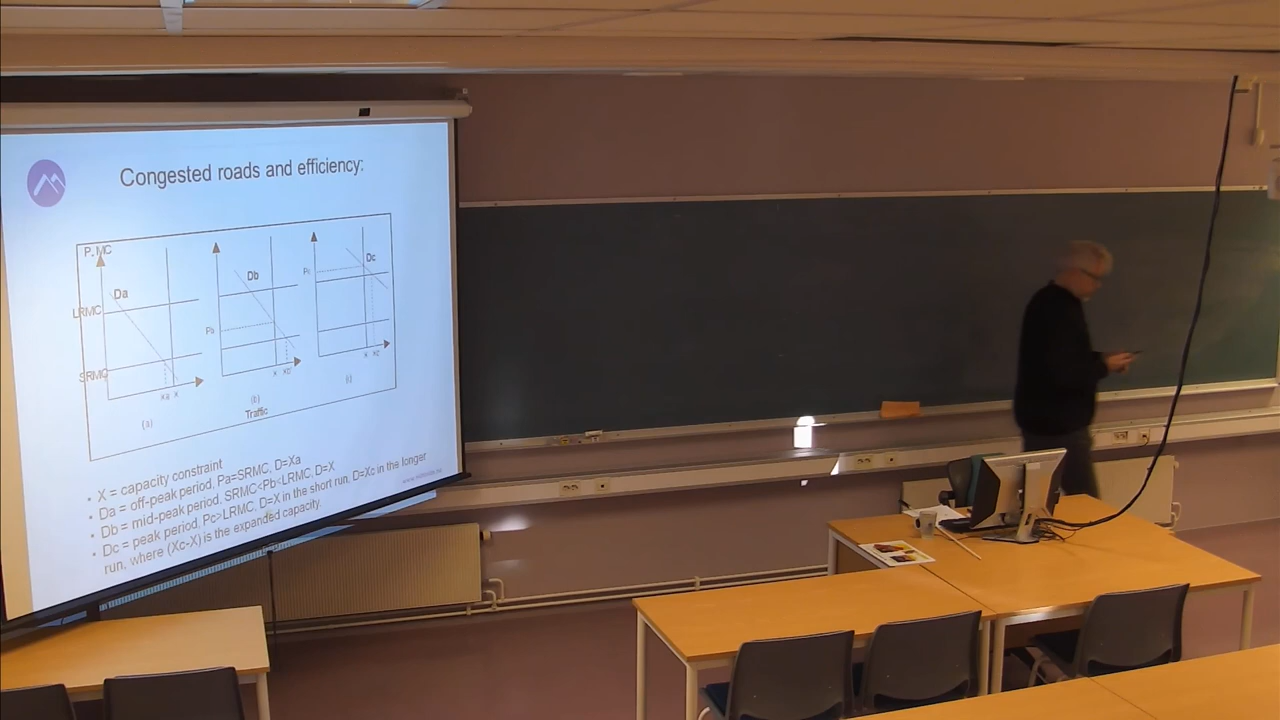 Congested roads and efficiency:
P, MC
Da
Db
Dc
Pc
LRMC
Pb
SRMC
Xa X
X XD
X XC
(a)
(b)
(c)
Traffic
• X = capacity constraint
• Da = off-peak period, Pa=SRMC, D=Xa
• Db = mid-peak period. SRMC<Pb<LRMC, D=X
• Dc = peak period, Pc>LRMC, D=X in the short run, D=Xc in the longer
run, where (Xc-X) is the expanded capacity.